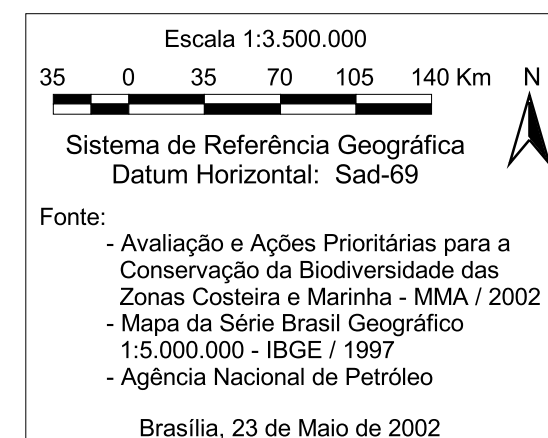 Escala 1:3.500.000
35 0 35 70 105 140 Km N
Sistema de Referência Geográfica
Datum Horizontal: Sad-69
Fonte:
- Avaliação e Ações Prioritárias para a
Conservação da Biodiversidade das
Zonas Costeira e Marinha - MMA / 2002
- Mapa da Série Brasil Geográfico
1:5.000.000 - IBGE / 1997
- Agência Nacional de Petróleo
Brasília, 23 de Maio de 2002